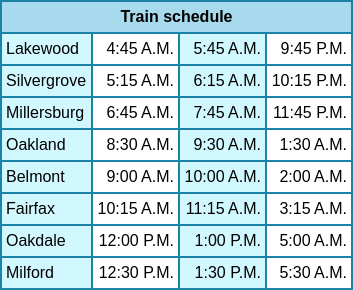 Train schedule
Lakewood 4:45 A.M. 5:45 A.M. 9:45 P.M.
Silvergrove 5:15 A.M. 6:15 A.M. 10:15 P.M.
Millersburg 6:45 A.M. 7:45 A.M. 11:45 P.M.
Oakland 8:30 A.M. 9:30 A.M. 1:30 A.M.
Belmont 9:00 A.M. 10:00 A.M. 2:00 A.M.
Fairfax 10:15 A.M. 11:15 A.M. 3:15 A.M.
Oakdale 12:00 P.M. 1:00 P.M. 5:00 A.M.
Milford 12:30 P.M. 1:30 P.M. 5:30 A.M.